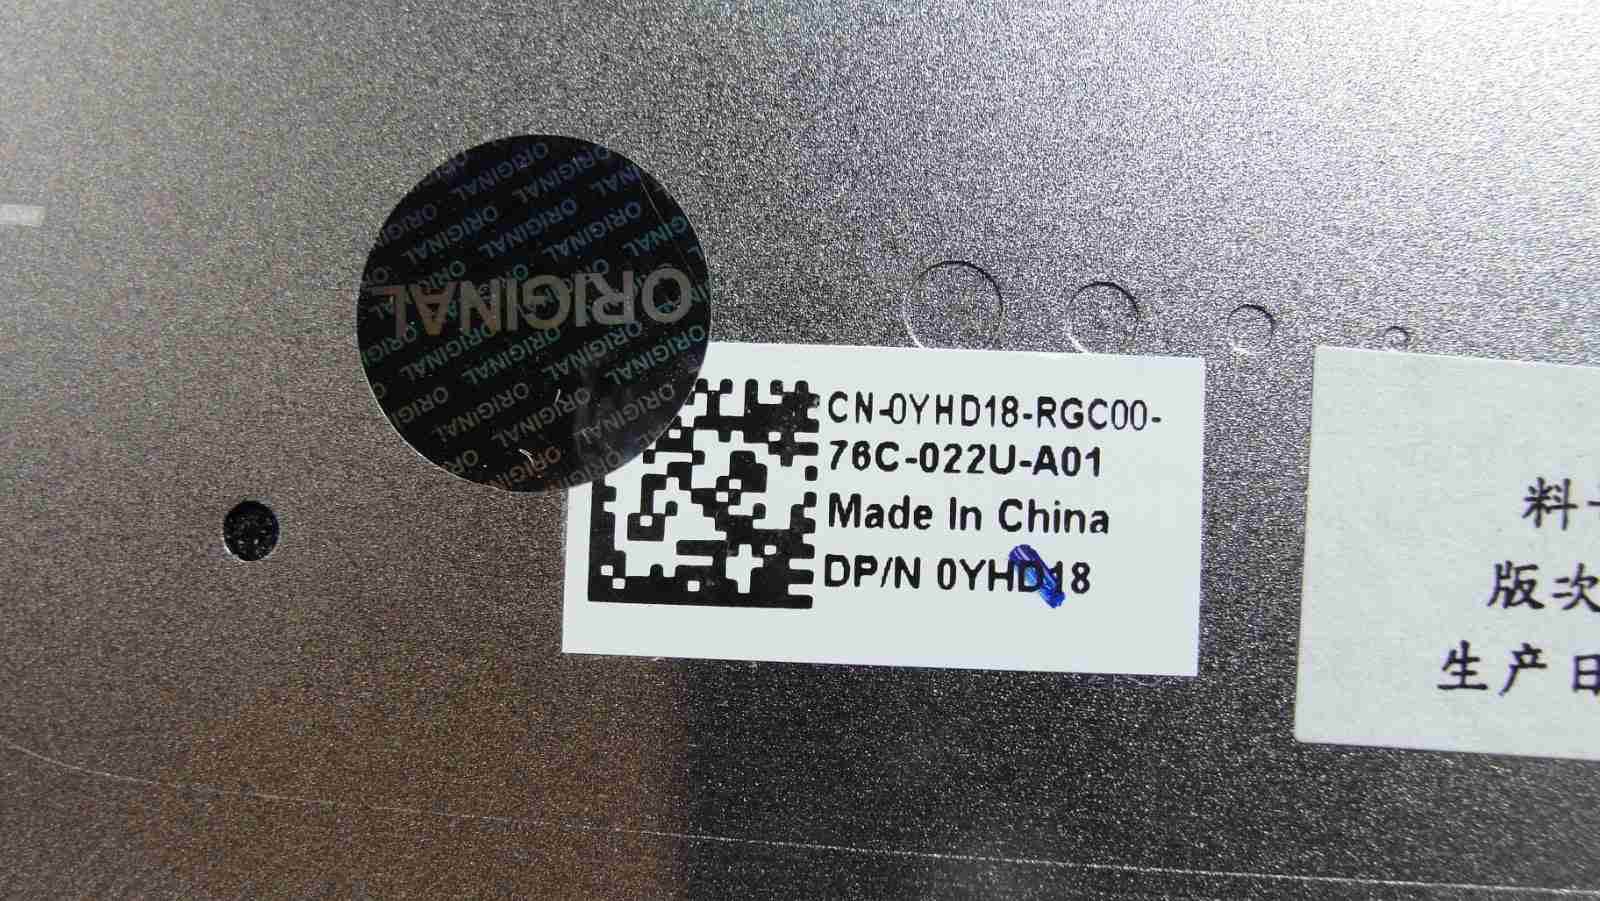 ORIGINAL
CN-0YHD18-RGC00-
76C-022U-A01
Made In China
DP/N 0YHD18
料
版次
生产日